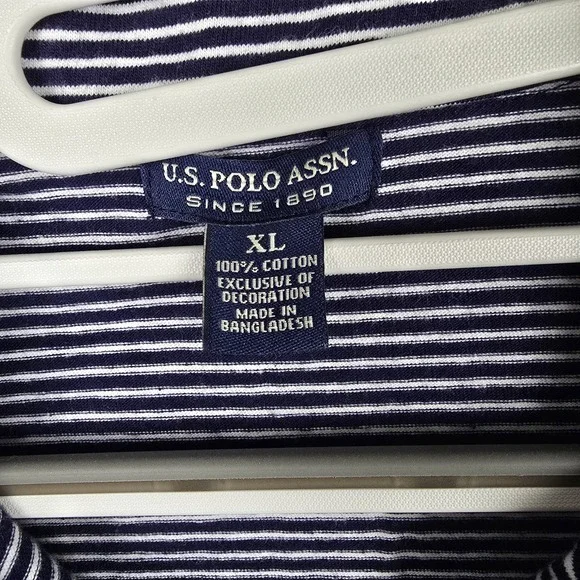 U.S. POLO ASSN.
SINCE 1890
XL
100% COTTON
EXCLUSIVE OF
DECORATION
MADE IN
BANGLADESH